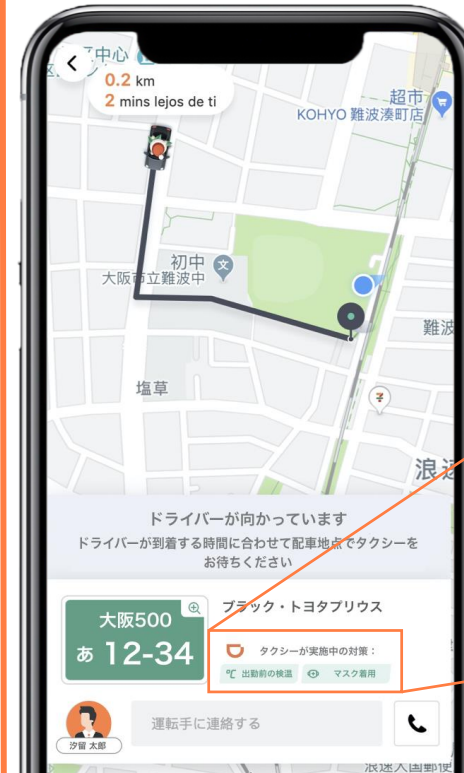 子中心
0.2 km
2 mins lejos de ti
超市
KOHYO 難波湊町店
初中
大阪市立難波中
難波
塩草
浪速
ドライバーが向かっています
ドライバーが到着する時間に合わせて配車地点でタクシーを
お待ちください
大阪500
あ 12-34
ブラック・トヨタプリウス
タクシーが実施中の対策：
℃ 出勤前の検温
マスク着用
運転手に連絡する
汐留 太郎
浪速入国郵便